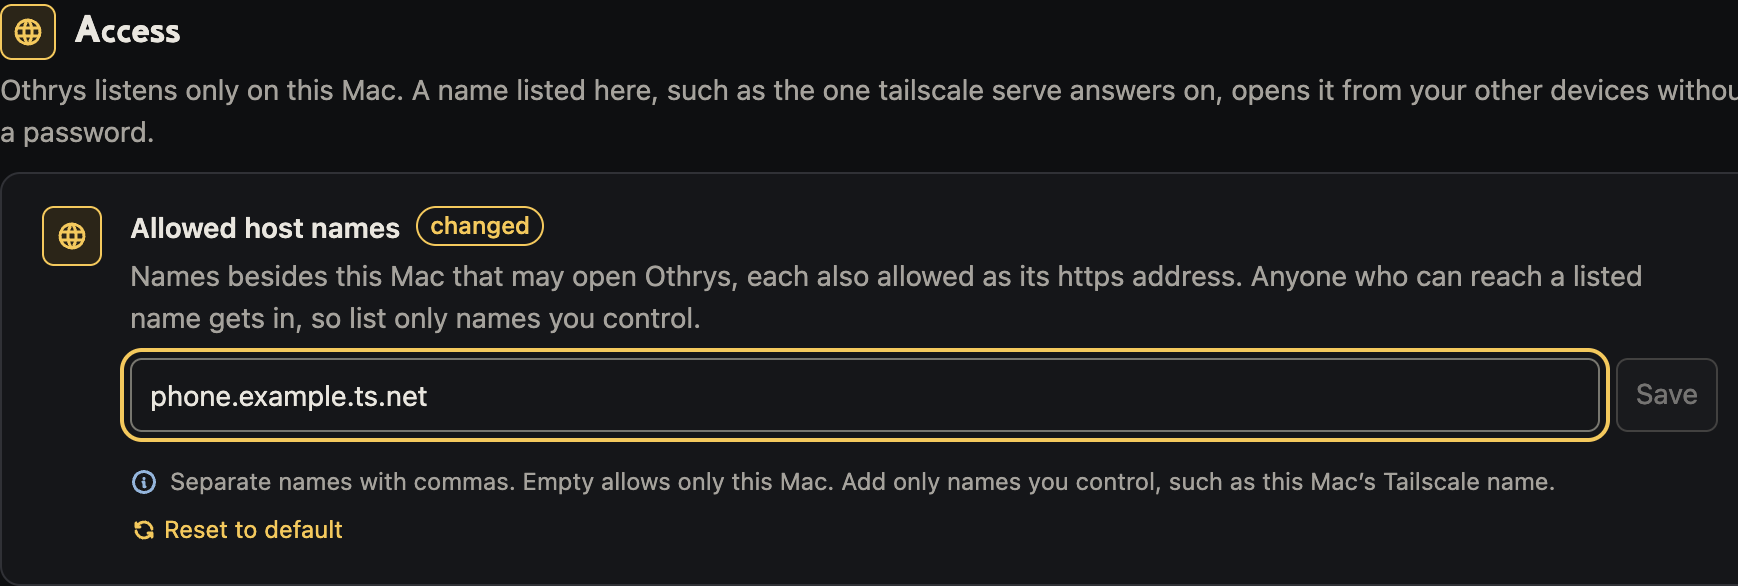 Access
Othrys listens only on this Mac. A name listed here, such as the one tailscale serve answers on, opens it from your other devices
a password.
Allowed host names changed
Names besides this Mac that may open Othrys, each also allowed as its https address. Anyone who can reach a listed
name gets in, so list only names you control.
phone.example.ts.net
Save
Separate names with commas. Empty allows only this Mac. Add only names you control, such as this Mac’s Tailscale name.
Reset to default